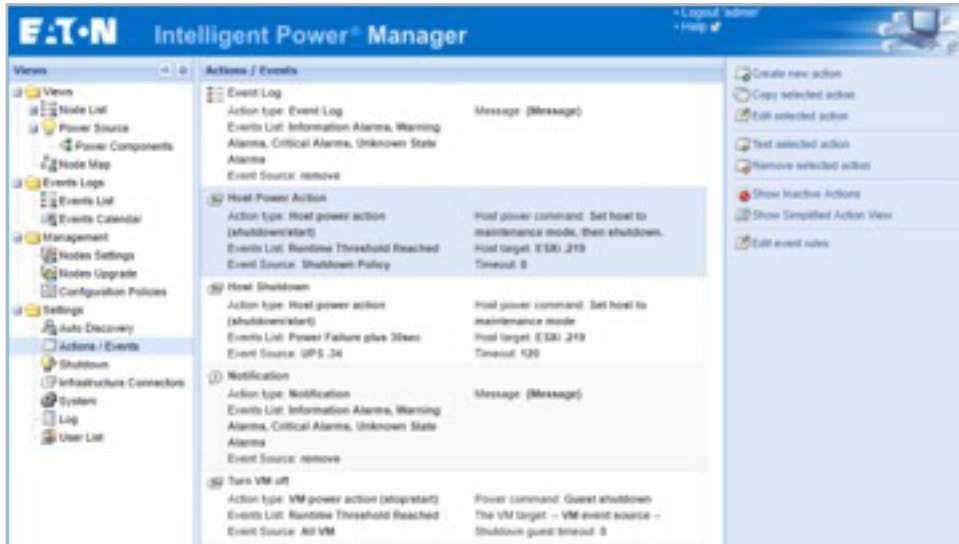 EATON
Intelligent Power® Manager
Logout 'admin'
Help
Views
Views
Node List
Power Source
Power Components
Node Map
Events Logs
Events List
Events Calendar
Management
Nodes Settings
Nodes Upgrade
Configuration Policies
Settings
Auto Discovery
Actions / Events
Shutdown
Infrastructure Connectors
System
Log
User List
Actions / Events
Event Log
Action type: Event Log
Events List: Information Alarms, Warning
Alarms, Critical Alarms, Unknown State
Alarms
Event Source: remove
Message: {Message}
Host Power Action
Action type: Host power action
(shutdown/start)
Events List: Runtime Threshold Reached
Event Source: Shutdown Policy
Host power command: Set host to
maintenance mode, then shutdown.
Host target: ESXi .219
Timeout: 0
Host Shutdown
Action type: Host power action
(shutdown/start)
Events List: Power Failure plus 30sec
Event Source: UPS .34
Host power command: Set host to
maintenance mode
Host target: ESXi .219
Timeout: 120
Notification
Action type: Notification
Events List: Information Alarms, Warning
Alarms, Critical Alarms, Unknown State
Alarms
Event Source: remove
Message: {Message}
Turn VM off
Action type: VM power action (stop/start)
Events List: Runtime Threshold Reached
Event Source: All VM
Power command: Guest shutdown
The VM target: -- VM event source --
Shutdown guest timeout: 0
Create new action
Copy selected action
Edit selected action
Test selected action
Remove selected action
Show Inactive Actions
Show Simplified Action View
Edit event rules